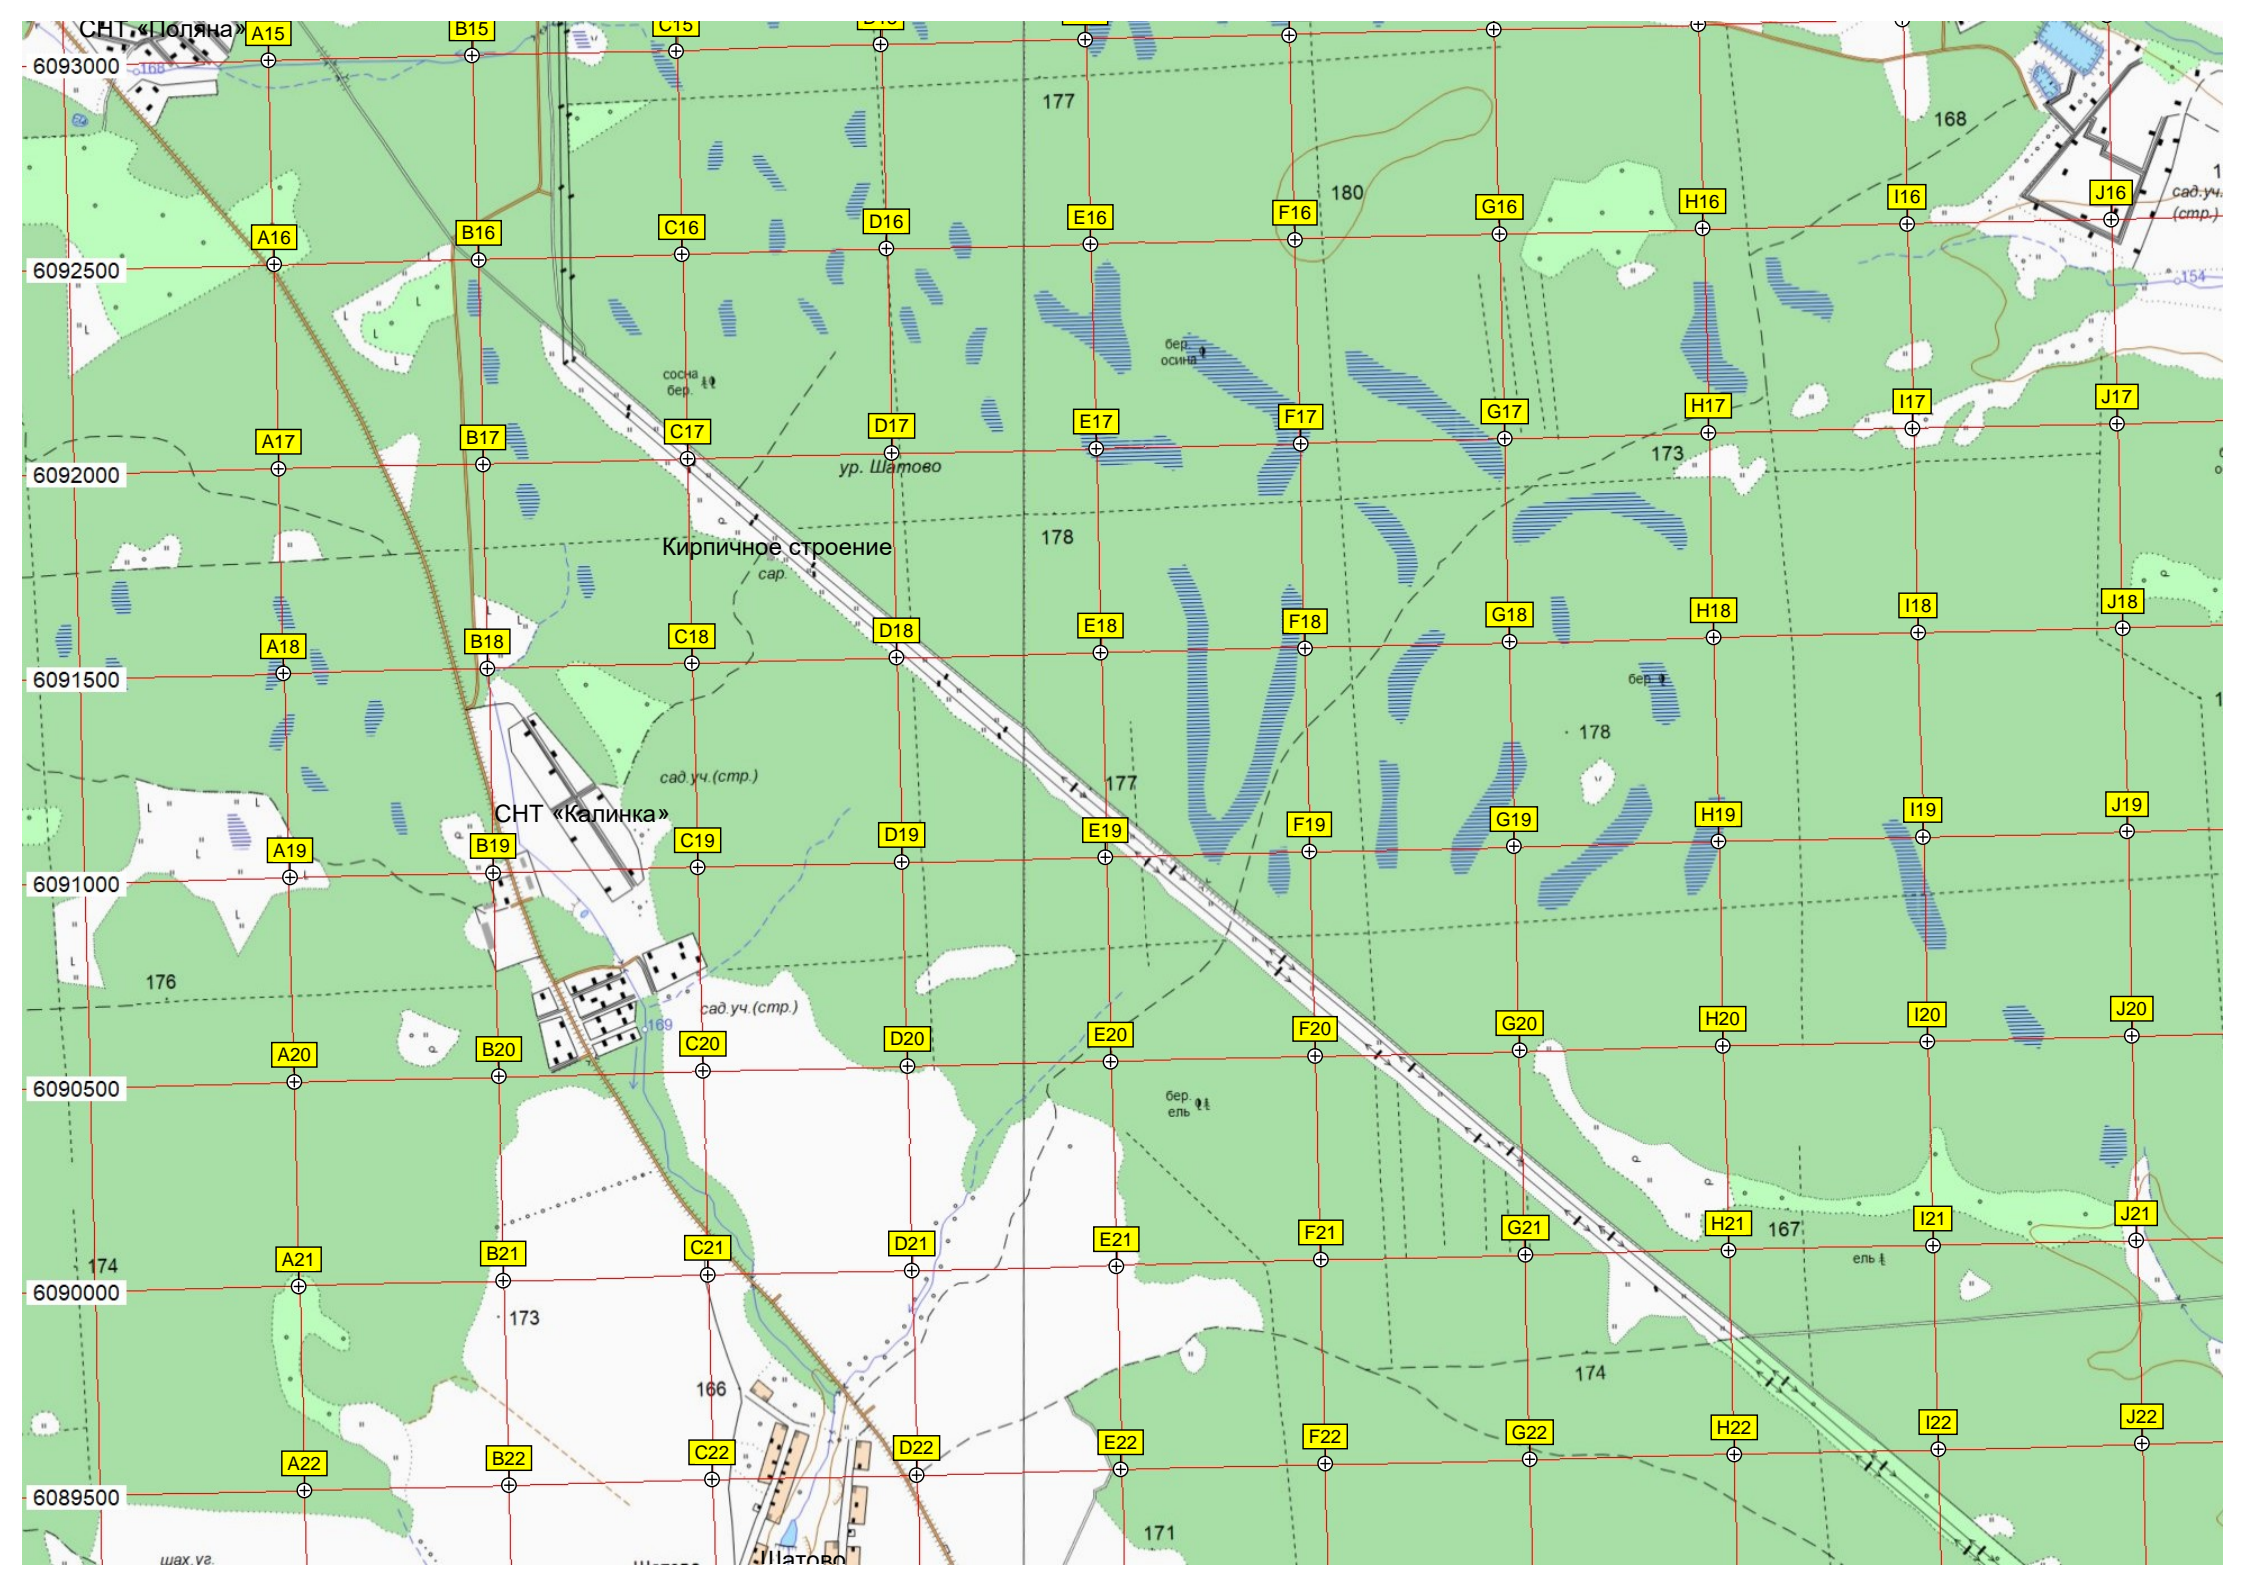 СНТ «Поляна»
A15
B15
C15
6093000
168
177
168
180
сад.уч.
(стр.)
A16
B16
C16
D16
E16
F16
G16
H16
I16
J16
6092500
154
бер.
осина
сосна
бер.
A17
B17
C17
D17
E17
F17
G17
H17
I17
J17
6092000
ур. Шатово
173
178
Кирпичное строение
сар.
A18
B18
C18
D18
E18
F18
G18
H18
I18
J18
6091500
бер.
178
177
сад.уч.(стр.)
СНТ «Калинка»
A19
B19
C19
D19
E19
F19
G19
H19
I19
J19
6091000
176
сад.уч.(стр.)
169
A20
B20
C20
D20
E20
F20
G20
H20
I20
J20
6090500
бер.
ель
A21
B21
C21
D21
E21
F21
G21
H21
I21
J21
167
ель
174
6090000
173
166
174
A22
B22
C22
D22
E22
F22
G22
H22
I22
J22
6089500
171
шах.уг.
Шатово